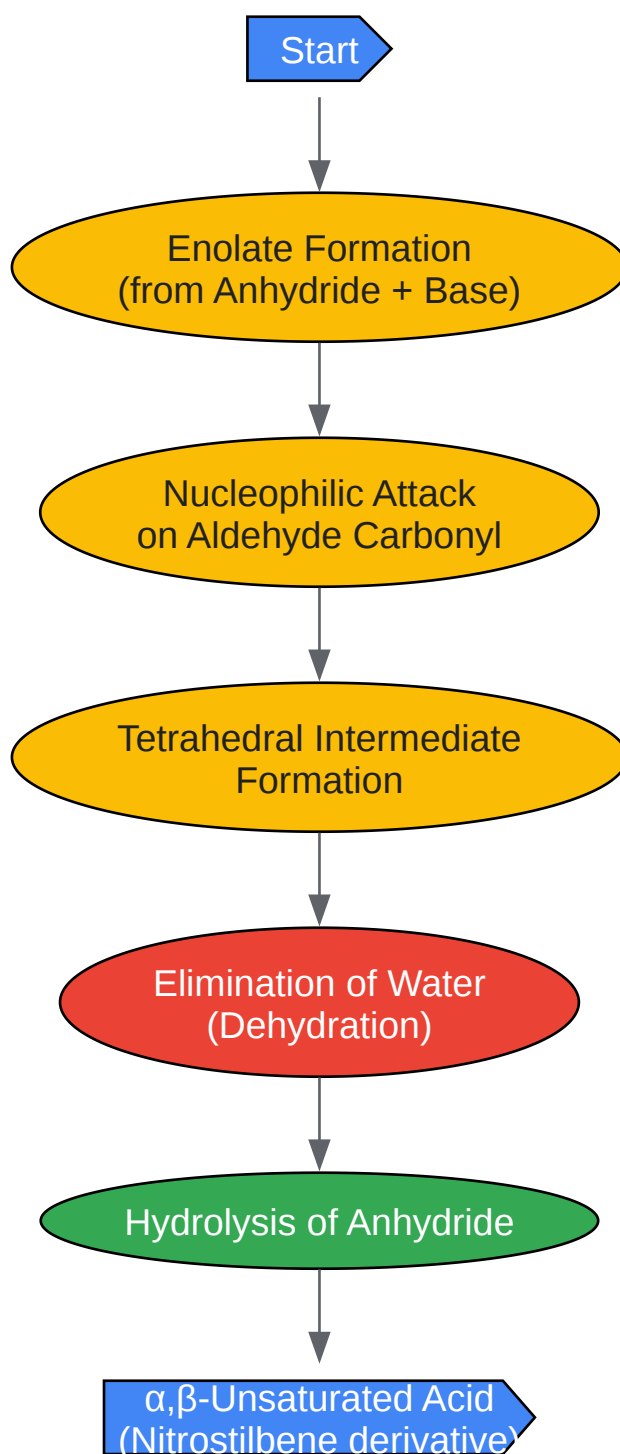 Start
Enolate Formation
(from Anhydride + Base)
Nucleophilic Attack
on Aldehyde Carbonyl
Tetrahedral Intermediate
Formation
Elimination of Water
(Dehydration)
Hydrolysis of Anhydride
α,β-Unsaturated Acid
(Nitrostilbene derivative)